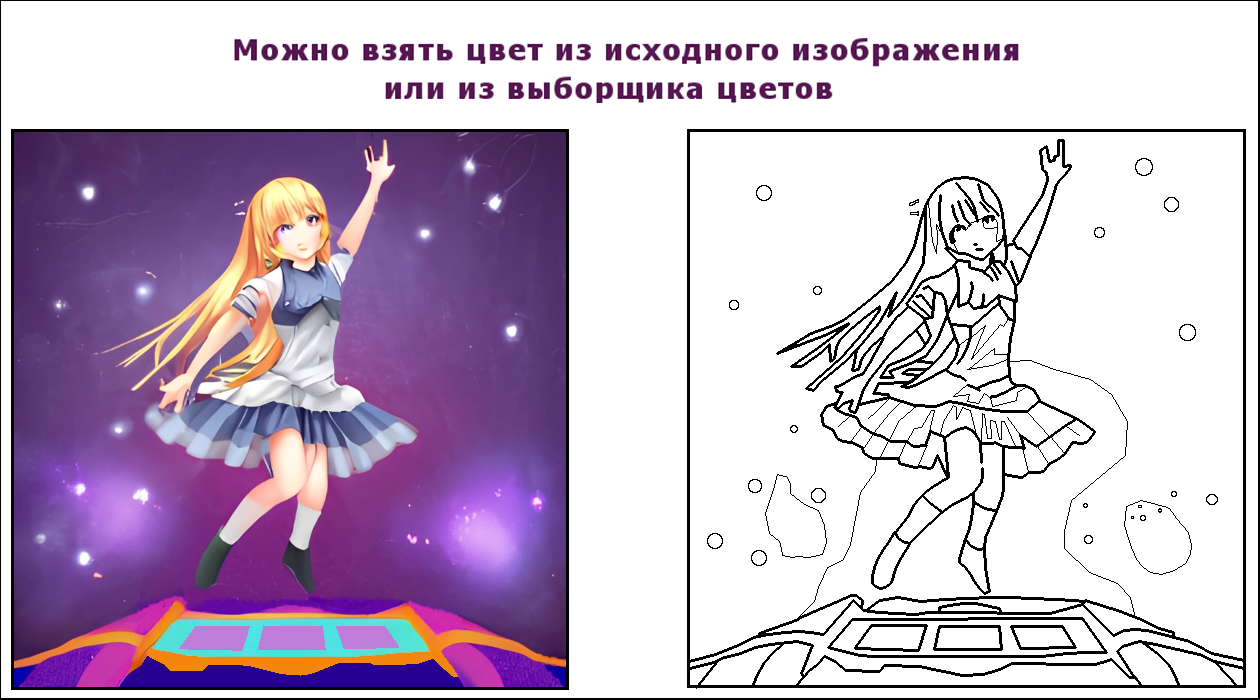 Можно взять цвет из исходного изображения
или из выборщика цветов